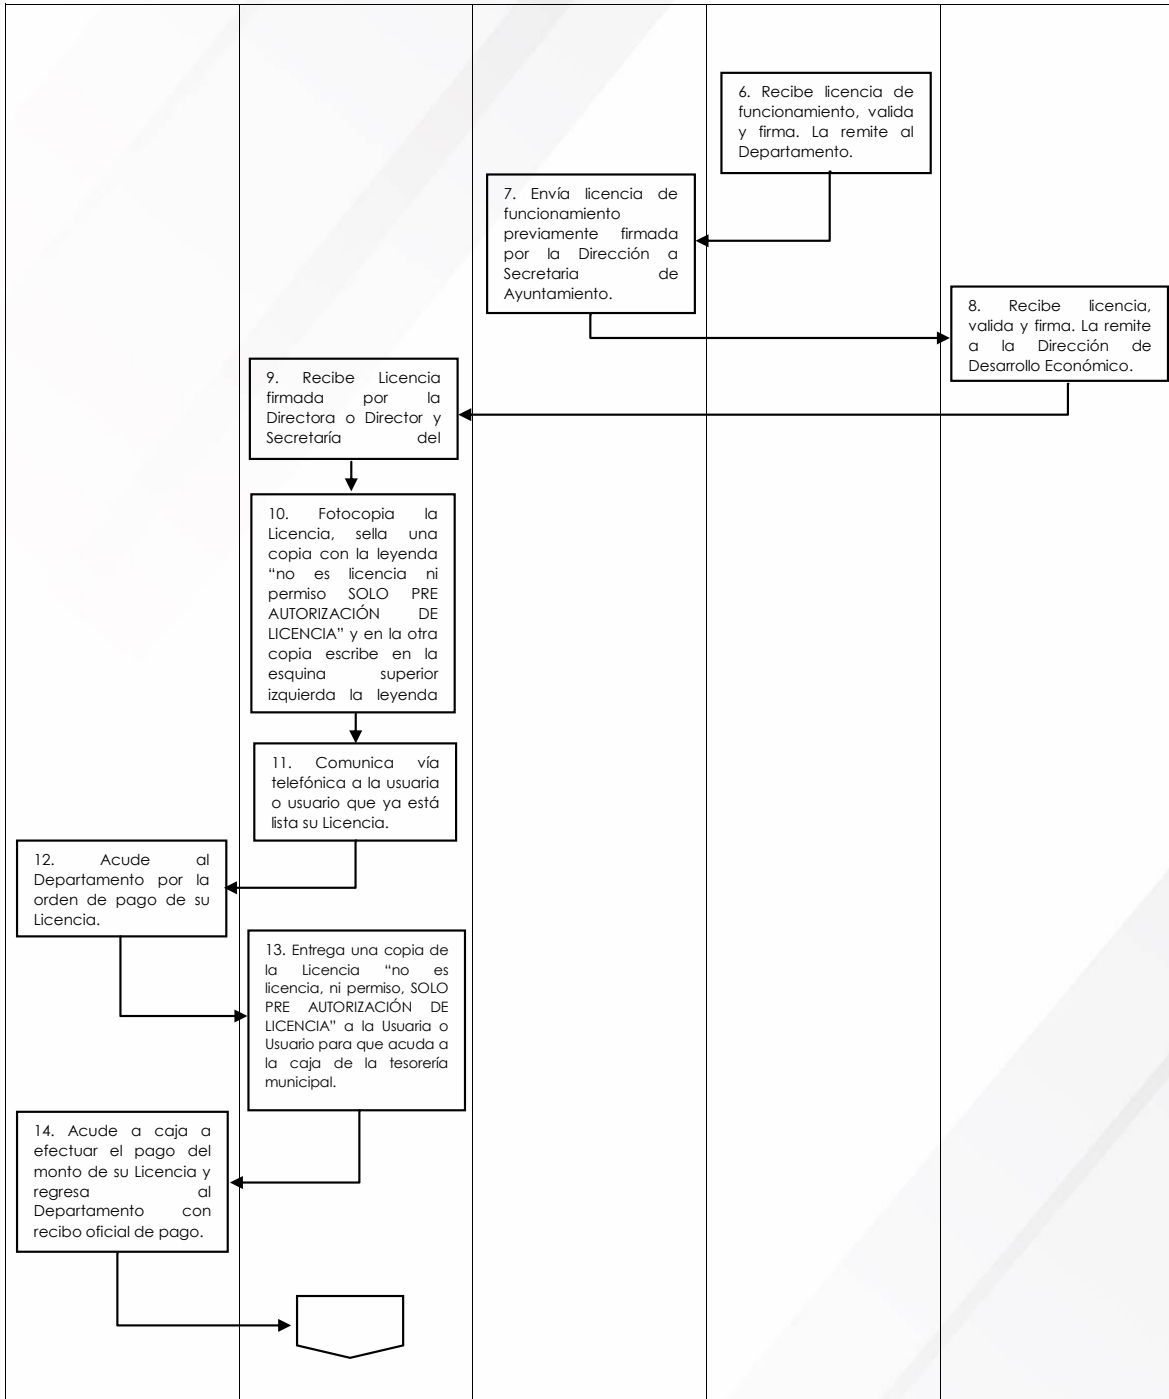 6. Recibe licencia de
funcionamiento, valida
y firma. La remite al
Departamento.
7. Envía licencia de
funcionamiento
previamente firmada
por la Dirección a
Secretaria de
Ayuntamiento.
8. Recibe licencia,
valida y firma. La remite
a la Dirección de
Desarrollo Económico.
9. Recibe Licencia
firmada por la
Directora o Director y
Secretaría del
10. Fotocopia la
Licencia, sella una
copia con la leyenda
“no es licencia ni
permiso SOLO PRE
AUTORIZACIÓN DE
LICENCIA” y en la otra
copia escribe en la
esquina superior
izquierda la leyenda
11. Comunica vía
telefónica a la usuaria
o usuario que ya está
lista su Licencia.
12. Acude al
Departamento por la
orden de pago de su
Licencia.
13. Entrega una copia de
la Licencia “no es
licencia, ni permiso, SOLO
PRE AUTORIZACIÓN DE
LICENCIA” a la Usuaria o
Usuario para que acuda a
la caja de la tesorería
municipal.
14. Acude a caja a
efectuar el pago del
monto de su Licencia y
regresa al
Departamento con
recibo oficial de pago.